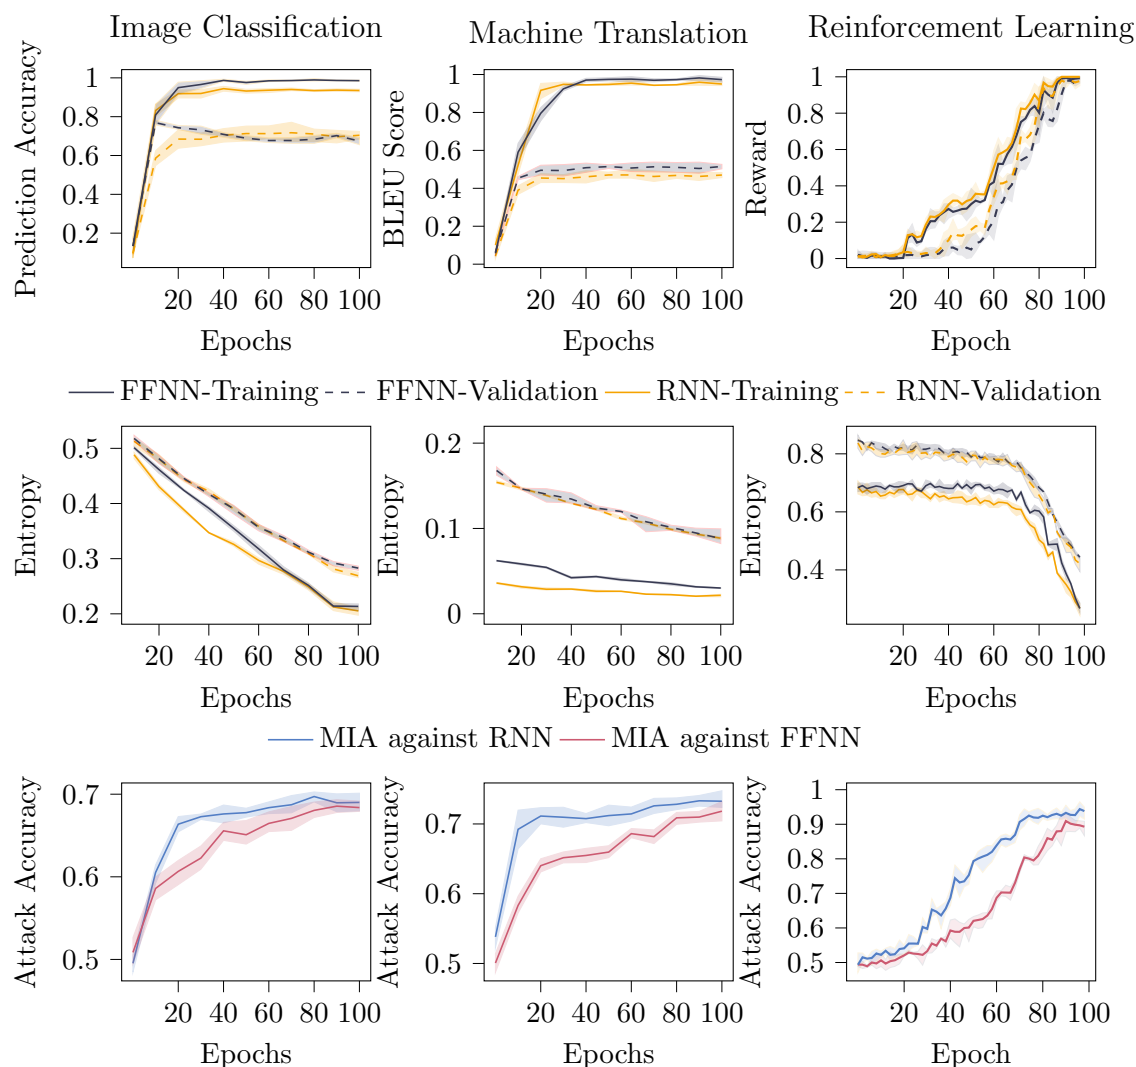 Image Classification
Machine Translation
Reinforcement Learning
Prediction Accuracy
1
0.8
0.6
0.4
0.2
20 40 60 80 100
Epochs
BLEU Score
1
0.8
0.6
0.4
0.2
0
20 40 60 80 100
Epochs
Reward
1
0.8
0.6
0.4
0.2
0
20 40 60 80 100
Epoch
FFNN-Training FFNN-Validation RNN-Training RNN-Validation
Entropy
0.5
0.4
0.3
0.2
20 40 60 80 100
Epochs
Entropy
0.2
0.1
0
20 40 60 80 100
Epochs
Entropy
0.8
0.6
0.4
20 40 60 80 100
Epoch
MIA against RNN MIA against FFNN
Attack Accuracy
0.7
0.6
0.5
20 40 60 80 100
Epochs
Attack Accuracy
0.7
0.6
0.5
20 40 60 80 100
Epochs
Attack Accuracy
1
0.9
0.8
0.7
0.6
0.5
20 40 60 80 100
Epoch